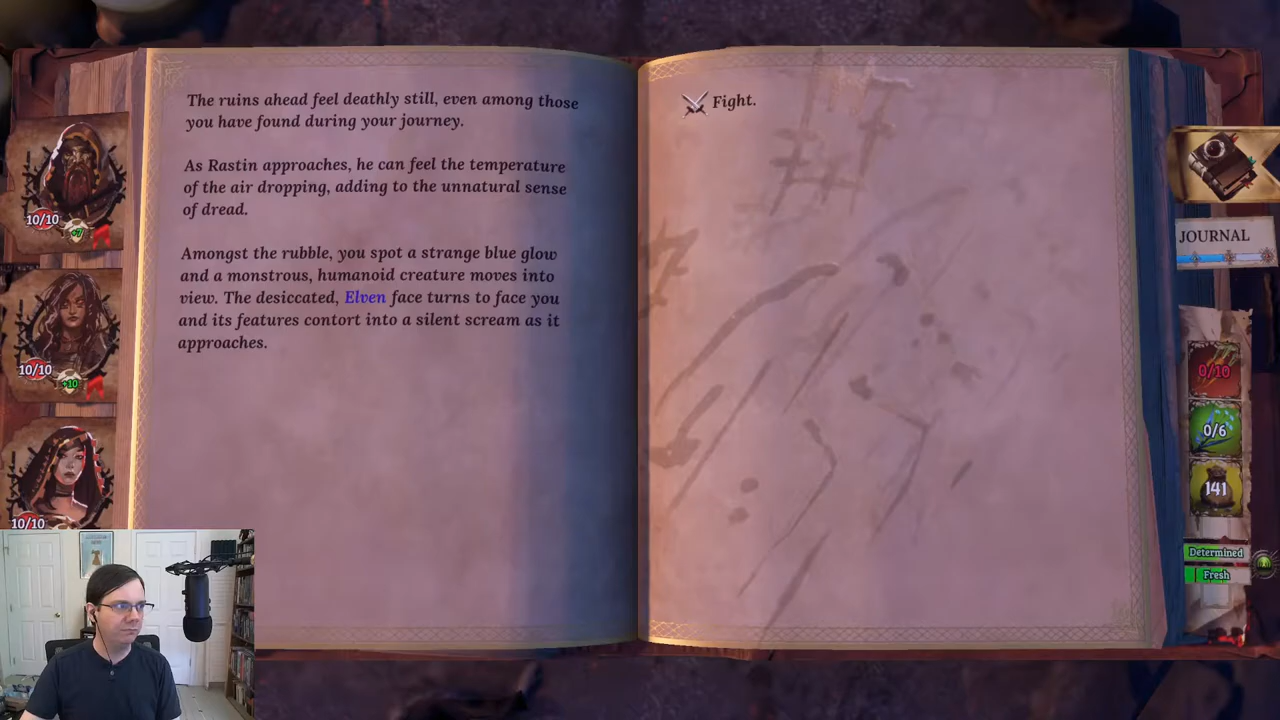 The ruins ahead feel deathly still, even among those
you have found during your journey.
As Rastin approaches, he can feel the temperature
of the air dropping, adding to the unnatural sense
of dread.
Amongst the rubble, you spot a strange blue glow
and a monstrous, humanoid creature moves into
view. The desiccated, Elven face turns to face you
and its features contort into a silent scream as it
approaches.
Fight.
10/10
+7
10/10
+10
10/10
JOURNAL
0/10
0/6
141
Determined
Fresh